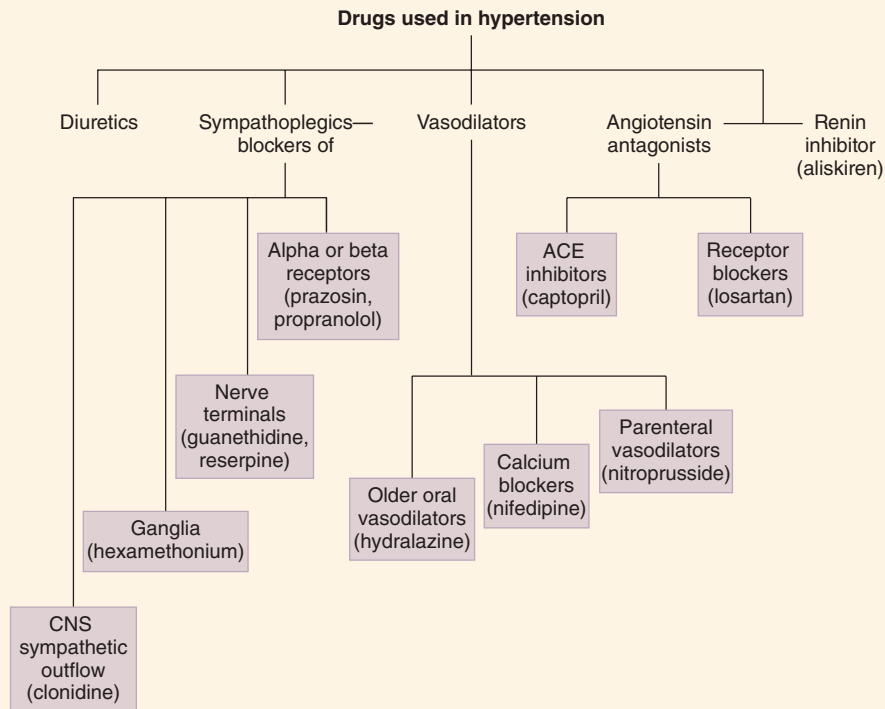 Drugs used in hypertension
Diuretics
Sympathoplegics—
blockers of
Vasodilators
Angiotensin
antagonists
Renin
inhibitor
(aliskiren)
Alpha or beta
receptors
(prazosin,
propranolol)
ACE
inhibitors
(captopril)
Receptor
blockers
(losartan)
Nerve
terminals
(guanethidine,
reserpine)
Older oral
vasodilators
(hydralazine)
Calcium
blockers
(nifedipine)
Parenteral
vasodilators
(nitroprusside)
Ganglia
(hexamethonium)
CNS
sympathetic
outflow
(clonidine)